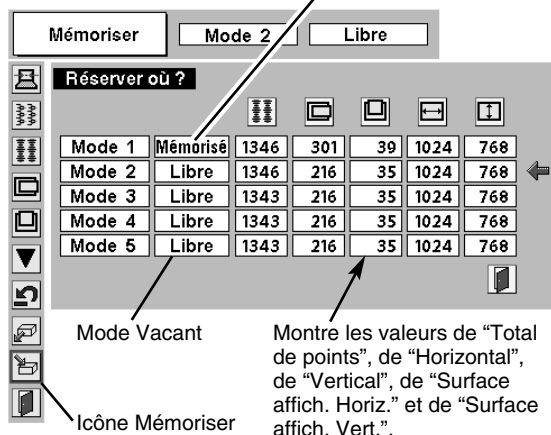 Mémoriser Mode 2 Libre
Réserver où ?
Mode 1 Mémorisé 1346 301 39 1024 768
Mode 2 Libre 1346 216 35 1024 768
Mode 3 Libre 1343 216 35 1024 768
Mode 4 Libre 1343 216 35 1024 768
Mode 5 Libre 1343 216 35 1024 768
Mode Vacant
Montre les valeurs de “Total
de points”, de “Horizontal”,
de “Vertical”, de “Surface
affich. Horiz.” et de “Surface
affich. Vert.”.
Icône Mémoriser